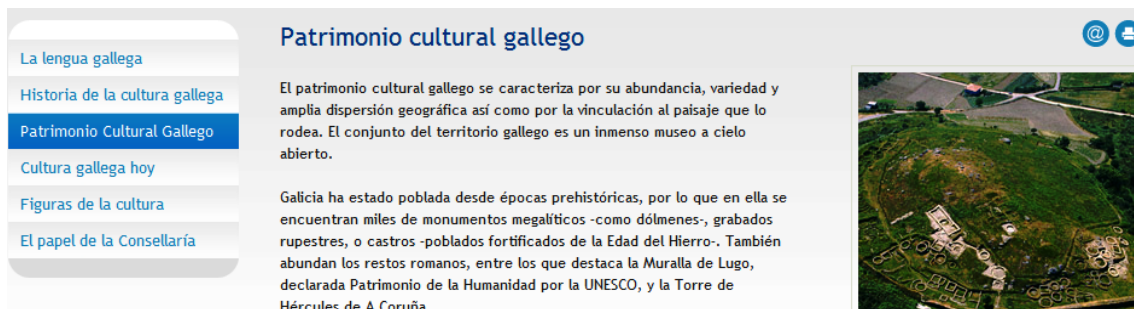 La lengua gallega
Historia de la cultura gallega
Patrimonio Cultural Gallego
Cultura gallega hoy
Figuras de la cultura
El papel de la Consellaría
Patrimonio cultural gallego
@
El patrimonio cultural gallego se caracteriza por su abundancia, variedad y
amplia dispersión geográfica así como por la vinculación al paisaje que lo
rodea. El conjunto del territorio gallego es un inmenso museo a cielo
abierto.
Galicia ha estado poblada desde épocas prehistóricas, por lo que en ella se
encuentran miles de monumentos megalíticos -como dólmenes-, grabados
rupestres, o castros -poblados fortificados de la Edad del Hierro-. También
abundan los restos romanos, entre los que destaca la Muralla de Lugo,
declarada Patrimonio de la Humanidad por la UNESCO, y la Torre de
Hércules de A Coruña